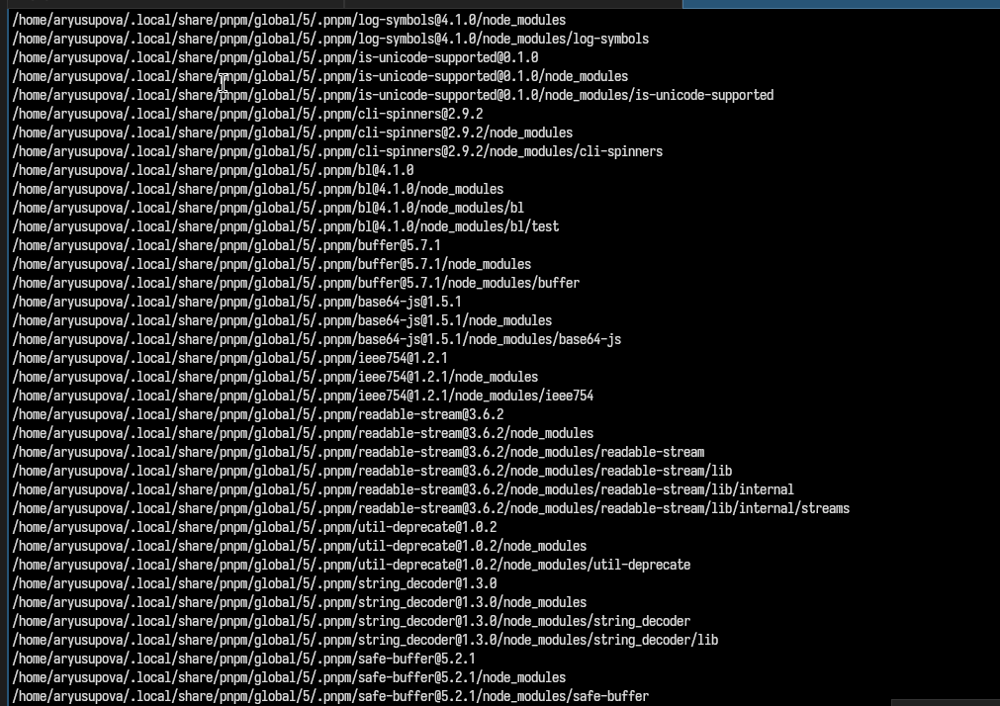 /home/aryusupova/.local/share/pnpm/global/5/.pnpm/log-symbols@4.1.0/node_modules
/home/aryusupova/.local/share/pnpm/global/5/.pnpm/log-symbols@4.1.0/node_modules/log-symbols
/home/aryusupova/.local/share/pnpm/global/5/.pnpm/is-unicode-supported@0.1.0
/home/aryusupova/.local/share/pnpm/global/5/.pnpm/is-unicode-supported@0.1.0/node_modules
/home/aryusupova/.local/share/pnpm/global/5/.pnpm/is-unicode-supported@0.1.0/node_modules/is-unicode-supported
/home/aryusupova/.local/share/pnpm/global/5/.pnpm/cli-spinners@2.9.2
/home/aryusupova/.local/share/pnpm/global/5/.pnpm/cli-spinners@2.9.2/node_modules
/home/aryusupova/.local/share/pnpm/global/5/.pnpm/cli-spinners@2.9.2/node_modules/cli-spinners
/home/aryusupova/.local/share/pnpm/global/5/.pnpm/bl@4.1.0
/home/aryusupova/.local/share/pnpm/global/5/.pnpm/bl@4.1.0/node_modules
/home/aryusupova/.local/share/pnpm/global/5/.pnpm/bl@4.1.0/node_modules/bl
/home/aryusupova/.local/share/pnpm/global/5/.pnpm/bl@4.1.0/node_modules/bl/test
/home/aryusupova/.local/share/pnpm/global/5/.pnpm/buffer@5.7.1
/home/aryusupova/.local/share/pnpm/global/5/.pnpm/buffer@5.7.1/node_modules
/home/aryusupova/.local/share/pnpm/global/5/.pnpm/buffer@5.7.1/node_modules/buffer
/home/aryusupova/.local/share/pnpm/global/5/.pnpm/base64-js@1.5.1
/home/aryusupova/.local/share/pnpm/global/5/.pnpm/base64-js@1.5.1/node_modules
/home/aryusupova/.local/share/pnpm/global/5/.pnpm/base64-js@1.5.1/node_modules/base64-js
/home/aryusupova/.local/share/pnpm/global/5/.pnpm/ieee754@1.2.1
/home/aryusupova/.local/share/pnpm/global/5/.pnpm/ieee754@1.2.1/node_modules
/home/aryusupova/.local/share/pnpm/global/5/.pnpm/ieee754@1.2.1/node_modules/ieee754
/home/aryusupova/.local/share/pnpm/global/5/.pnpm/readable-stream@3.6.2
/home/aryusupova/.local/share/pnpm/global/5/.pnpm/readable-stream@3.6.2/node_modules
/home/aryusupova/.local/share/pnpm/global/5/.pnpm/readable-stream@3.6.2/node_modules/readable-stream
/home/aryusupova/.local/share/pnpm/global/5/.pnpm/readable-stream@3.6.2/node_modules/readable-stream/lib
/home/aryusupova/.local/share/pnpm/global/5/.pnpm/readable-stream@3.6.2/node_modules/readable-stream/lib/internal
/home/aryusupova/.local/share/pnpm/global/5/.pnpm/readable-stream@3.6.2/node_modules/readable-stream/lib/internal/streams
/home/aryusupova/.local/share/pnpm/global/5/.pnpm/util-deprecate@1.0.2
/home/aryusupova/.local/share/pnpm/global/5/.pnpm/util-deprecate@1.0.2/node_modules
/home/aryusupova/.local/share/pnpm/global/5/.pnpm/util-deprecate@1.0.2/node_modules/util-deprecate
/home/aryusupova/.local/share/pnpm/global/5/.pnpm/string_decoder@1.3.0
/home/aryusupova/.local/share/pnpm/global/5/.pnpm/string_decoder@1.3.0/node_modules
/home/aryusupova/.local/share/pnpm/global/5/.pnpm/string_decoder@1.3.0/node_modules/string_decoder
/home/aryusupova/.local/share/pnpm/global/5/.pnpm/string_decoder@1.3.0/node_modules/string_decoder/lib
/home/aryusupova/.local/share/pnpm/global/5/.pnpm/safe-buffer@5.2.1
/home/aryusupova/.local/share/pnpm/global/5/.pnpm/safe-buffer@5.2.1/node_modules
/home/aryusupova/.local/share/pnpm/global/5/.pnpm/safe-buffer@5.2.1/node_modules/safe-buffer